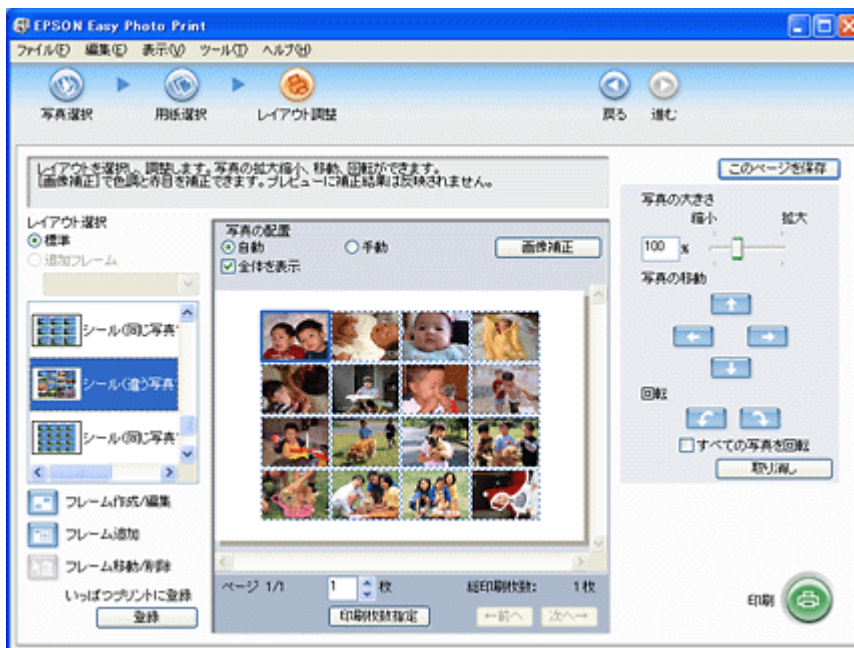 EPSON Easy Photo Print
ファイル(F) 編集(E) 表示(V) ツール(T) ヘルプ(H)
写真選択 用紙選択 レイアウト調整 戻る 進む
レイアウトを選択し、調整します。写真の拡大縮小、移動、回転ができます。
[画像補正]で色調と赤目を補正できます。プレビューに補正結果は反映されません。
このページを保存
レイアウト選択
標準
追加フレーム
シール(同じ写真
シール(違う写真
シール(同じ写真
フレーム作成/編集
フレーム追加
フレーム移動/削除
いっぱつプリントに登録
登録
写真の配置
自動 手動 画像補正
全体を表示
ページ 1/1 1 枚 総印刷枚数: 1 枚
印刷枚数指定 ←前へ 次へ→
写真の大きさ
縮小 拡大
100 %
写真の移動
回転
すべての写真を回転
取り消し
印刷